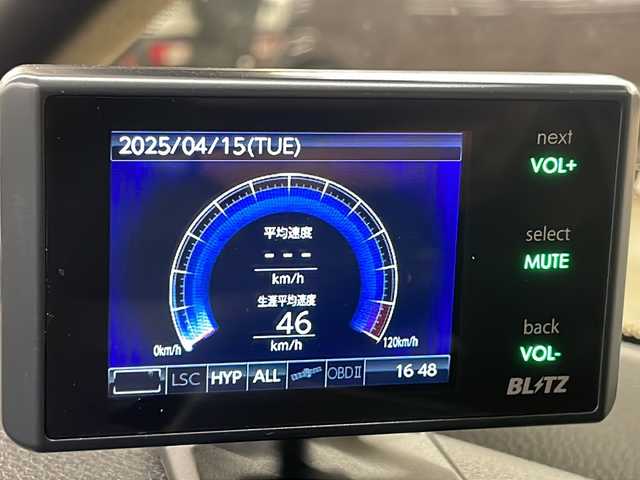 2025/04/15(TUE)
平均速度
---
km/h
生涯平均速度
46
km/h
0km/h
120km/h
LSC HYP ALL OBDⅡ 16:48
next
VOL+
select
MUTE
back
VOL-
BLITZ